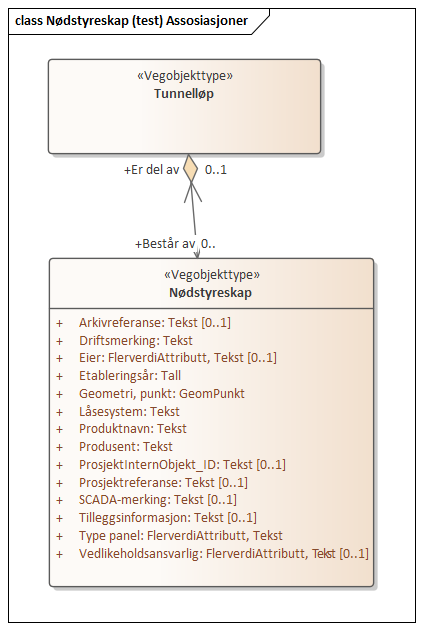 class Nødstyreskap (test) Assosiasjoner
«Vegobjekttype»
Tunnelløp
+Er del av 0..1
+Består av 0..
«Vegobjekttype»
Nødstyreskap
+ Arkivreferanse: Tekst [0..1]
+ Driftsmerking: Tekst
+ Eier: FlerverdiAttributt, Tekst [0..1]
+ Etableringsår: Tall
+ Geometri, punkt: GeomPunkt
+ Låsesystem: Tekst
+ Produktnavn: Tekst
+ Produsent: Tekst
+ ProsjektInternObjekt_ID: Tekst [0..1]
+ Prosjektreferanse: Tekst [0..1]
+ SCADA-merking: Tekst [0..1]
+ Tilleggsinformasjon: Tekst [0..1]
+ Type panel: FlerverdiAttributt, Tekst
+ Vedlikeholdsansvarlig: FlerverdiAttributt, Tekst [0..1]